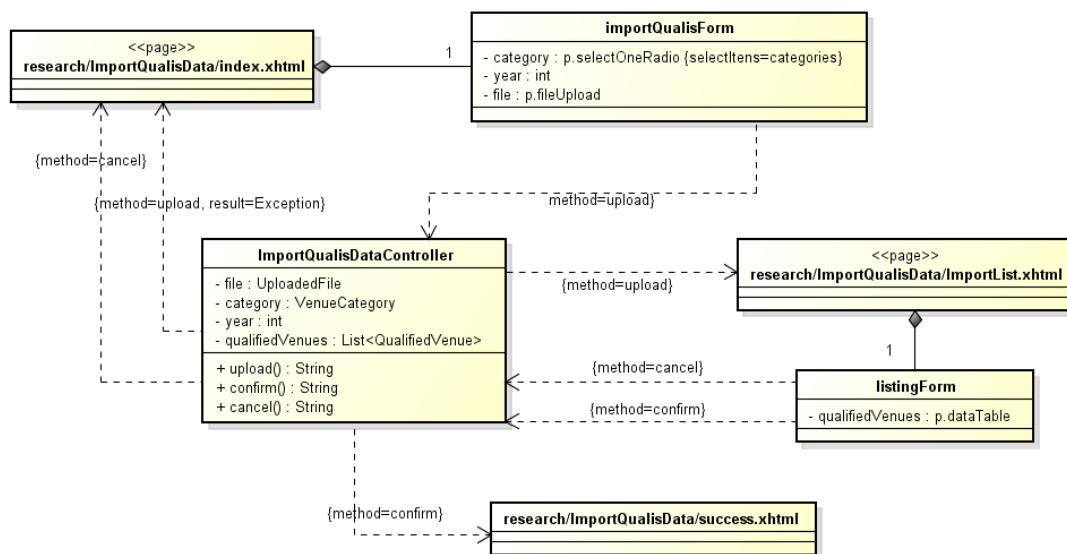 <<page>>
research/ImportQualisData/index.xhtml
1
importQualisForm
- category : p.selectOneRadio {selectItens=categories}
- year : int
- file : p.fileUpload
{method=cancel}
{method=upload, result=Exception}
method=upload}
ImportQualisDataController
- file : UploadedFile
- category : VenueCategory
- year : int
- qualifiedVenues : List<QualifiedVenue>
+ upload() : String
+ confirm() : String
+ cancel() : String
{method=upload}
<<page>>
research/ImportQualisData/ImportList.xhtml
1
{method=cancel}
{method=confirm}
listingForm
- qualifiedVenues : p.dataTable
{method=confirm}
research/ImportQualisData/success.xhtml